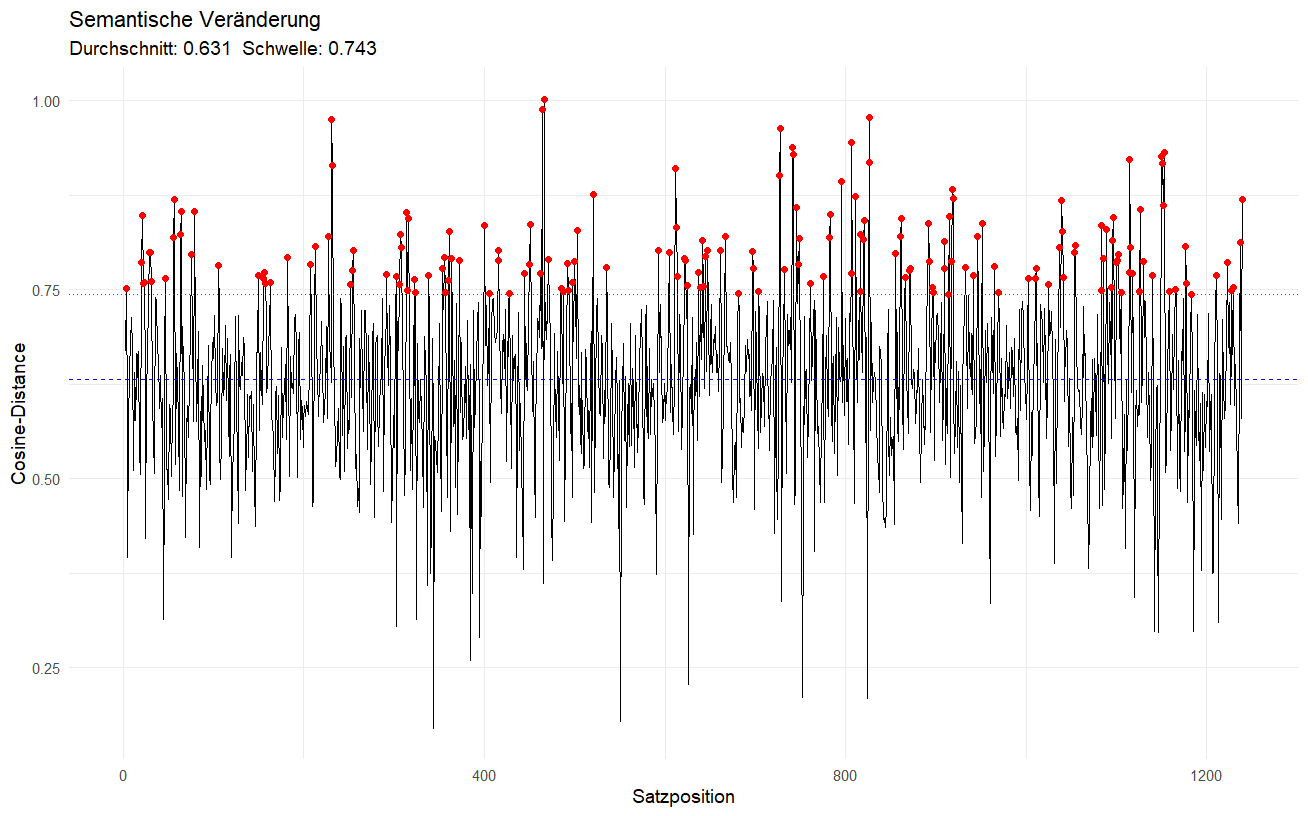 Semantische Veränderung
Durchschnitt: 0.631  Schwelle: 0.743
1.00
0.75
0.50
0.25
Cosine-Distance
0
400
800
1200
Satzposition